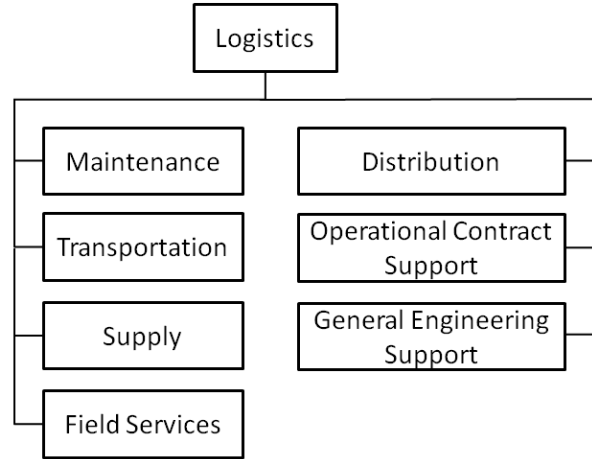 Logistics
Maintenance
Transportation
Supply
Field Services
Distribution
Operational Contract
Support
General Engineering
Support